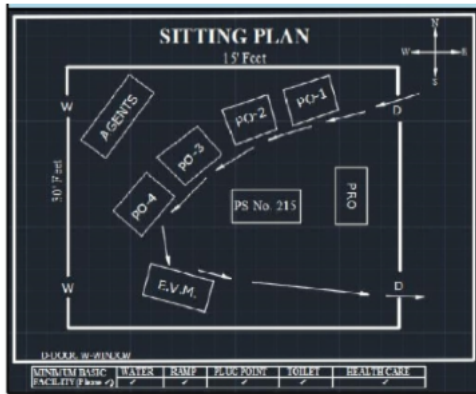 N
SITTING PLAN
15' Feet
W E
S
W
AGENTS
PO-2
PO-1
D
PO-3
30' Feet
PO-4
PS No. 215
PRO
W
E.V.M.
D
D-DOOR, W-WINDOW
MINIMUM BASIC WATER RAMP PLUG POINT TOILET HEALTH CARE
FACILITY (Please ✓) ✓ ✓ ✓ ✓ ✓